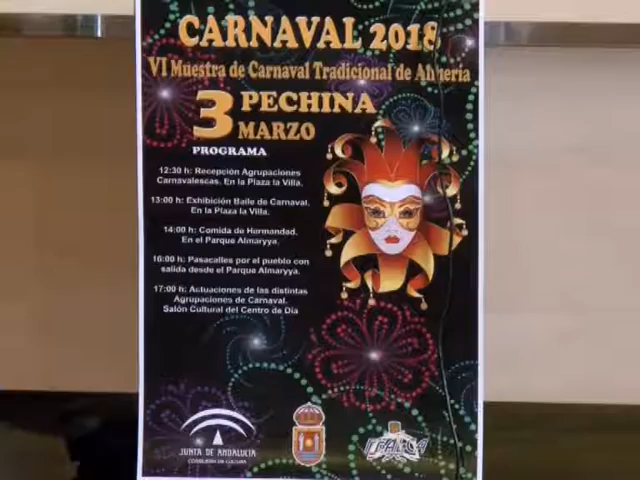 CARNAVAL 2018
VI Muestra de Carnaval Tradicional de Almería
3 PECHINA
MARZO
PROGRAMA
12:30 h: Recepción Agrupaciones
Carnavalescas. En la Plaza la Villa.
13:00 h: Exhibición Baile de Carnaval.
En la Plaza la Villa.
14:00 h: Comida de Hermandad.
En el Parque Almaryya.
16:00 h: Pasacalles por el pueblo con
salida desde el Parque Almaryya.
17:00 h: Actuaciones de las distintas
Agrupaciones de Carnaval.
Salón Cultural del Centro de Día
JUNTA DE ANDALUCIA
CONSEJERIA DE CULTURA